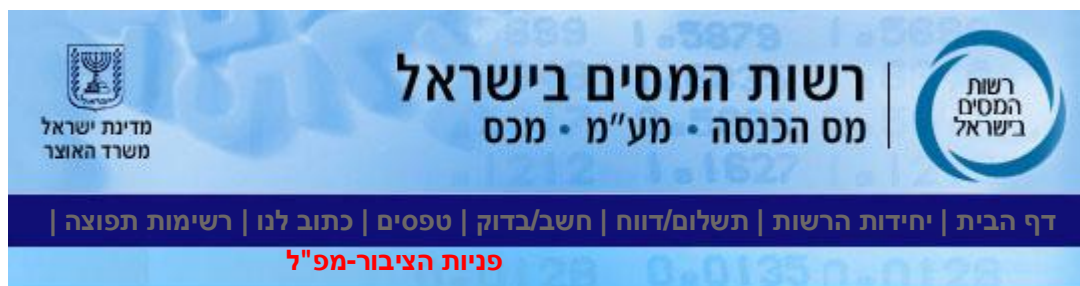 רשות המסים בישראל
מס הכנסה • מע"מ • מכס
רשות
המסים
בישראל
מדינת ישראל
משרד האוצר
דף הבית | יחידות הרשות | תשלום/דווח | חשב/בדוק | טפסים | כתוב לנו | רשימות תפוצה |
פניות הציבור-מפ"ל